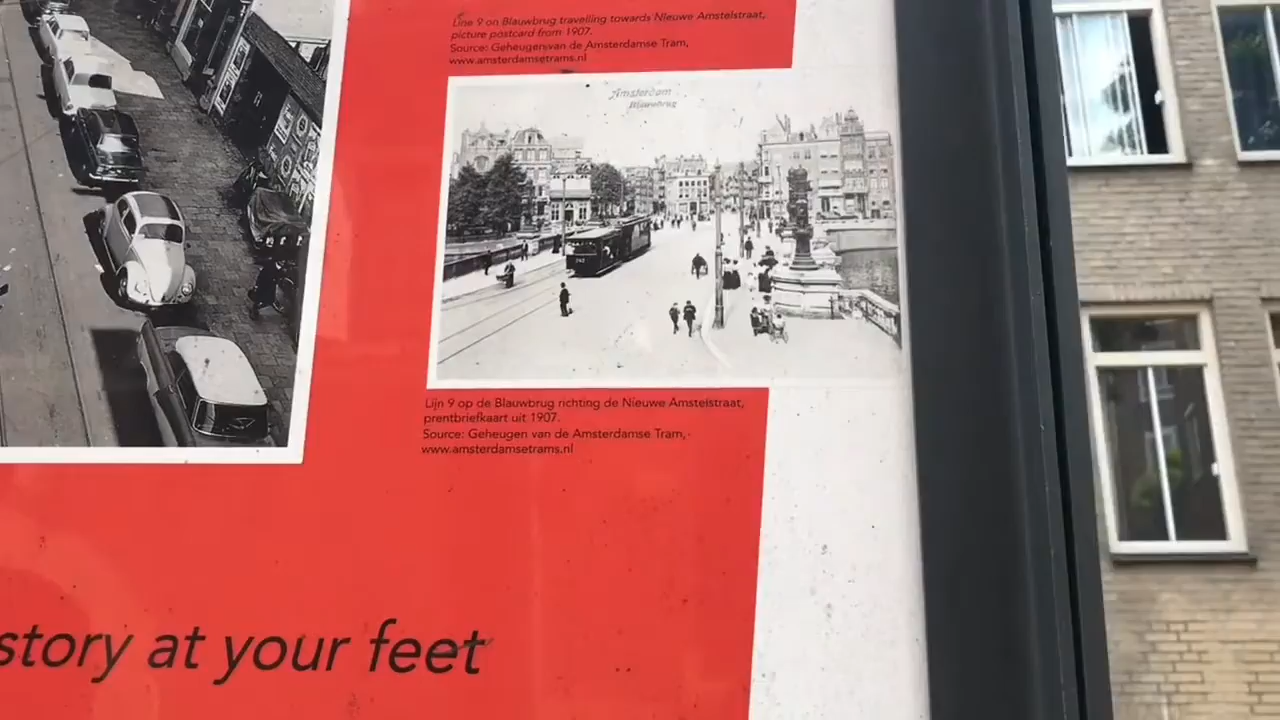 Line 9 on Blauwbrug travelling towards Nieuwe Amstelstraat,
picture postcard from 1907.
Source: Geheugen van de Amsterdamse Tram,
www.amsterdamsetrams.nl
Amsterdam
Blauwbrug
242
Lijn 9 op de Blauwbrug richting de Nieuwe Amstelstraat,
prentbriefkaart uit 1907.
Source: Geheugen van de Amsterdamse Tram,
www.amsterdamsetrams.nl
story at your feet